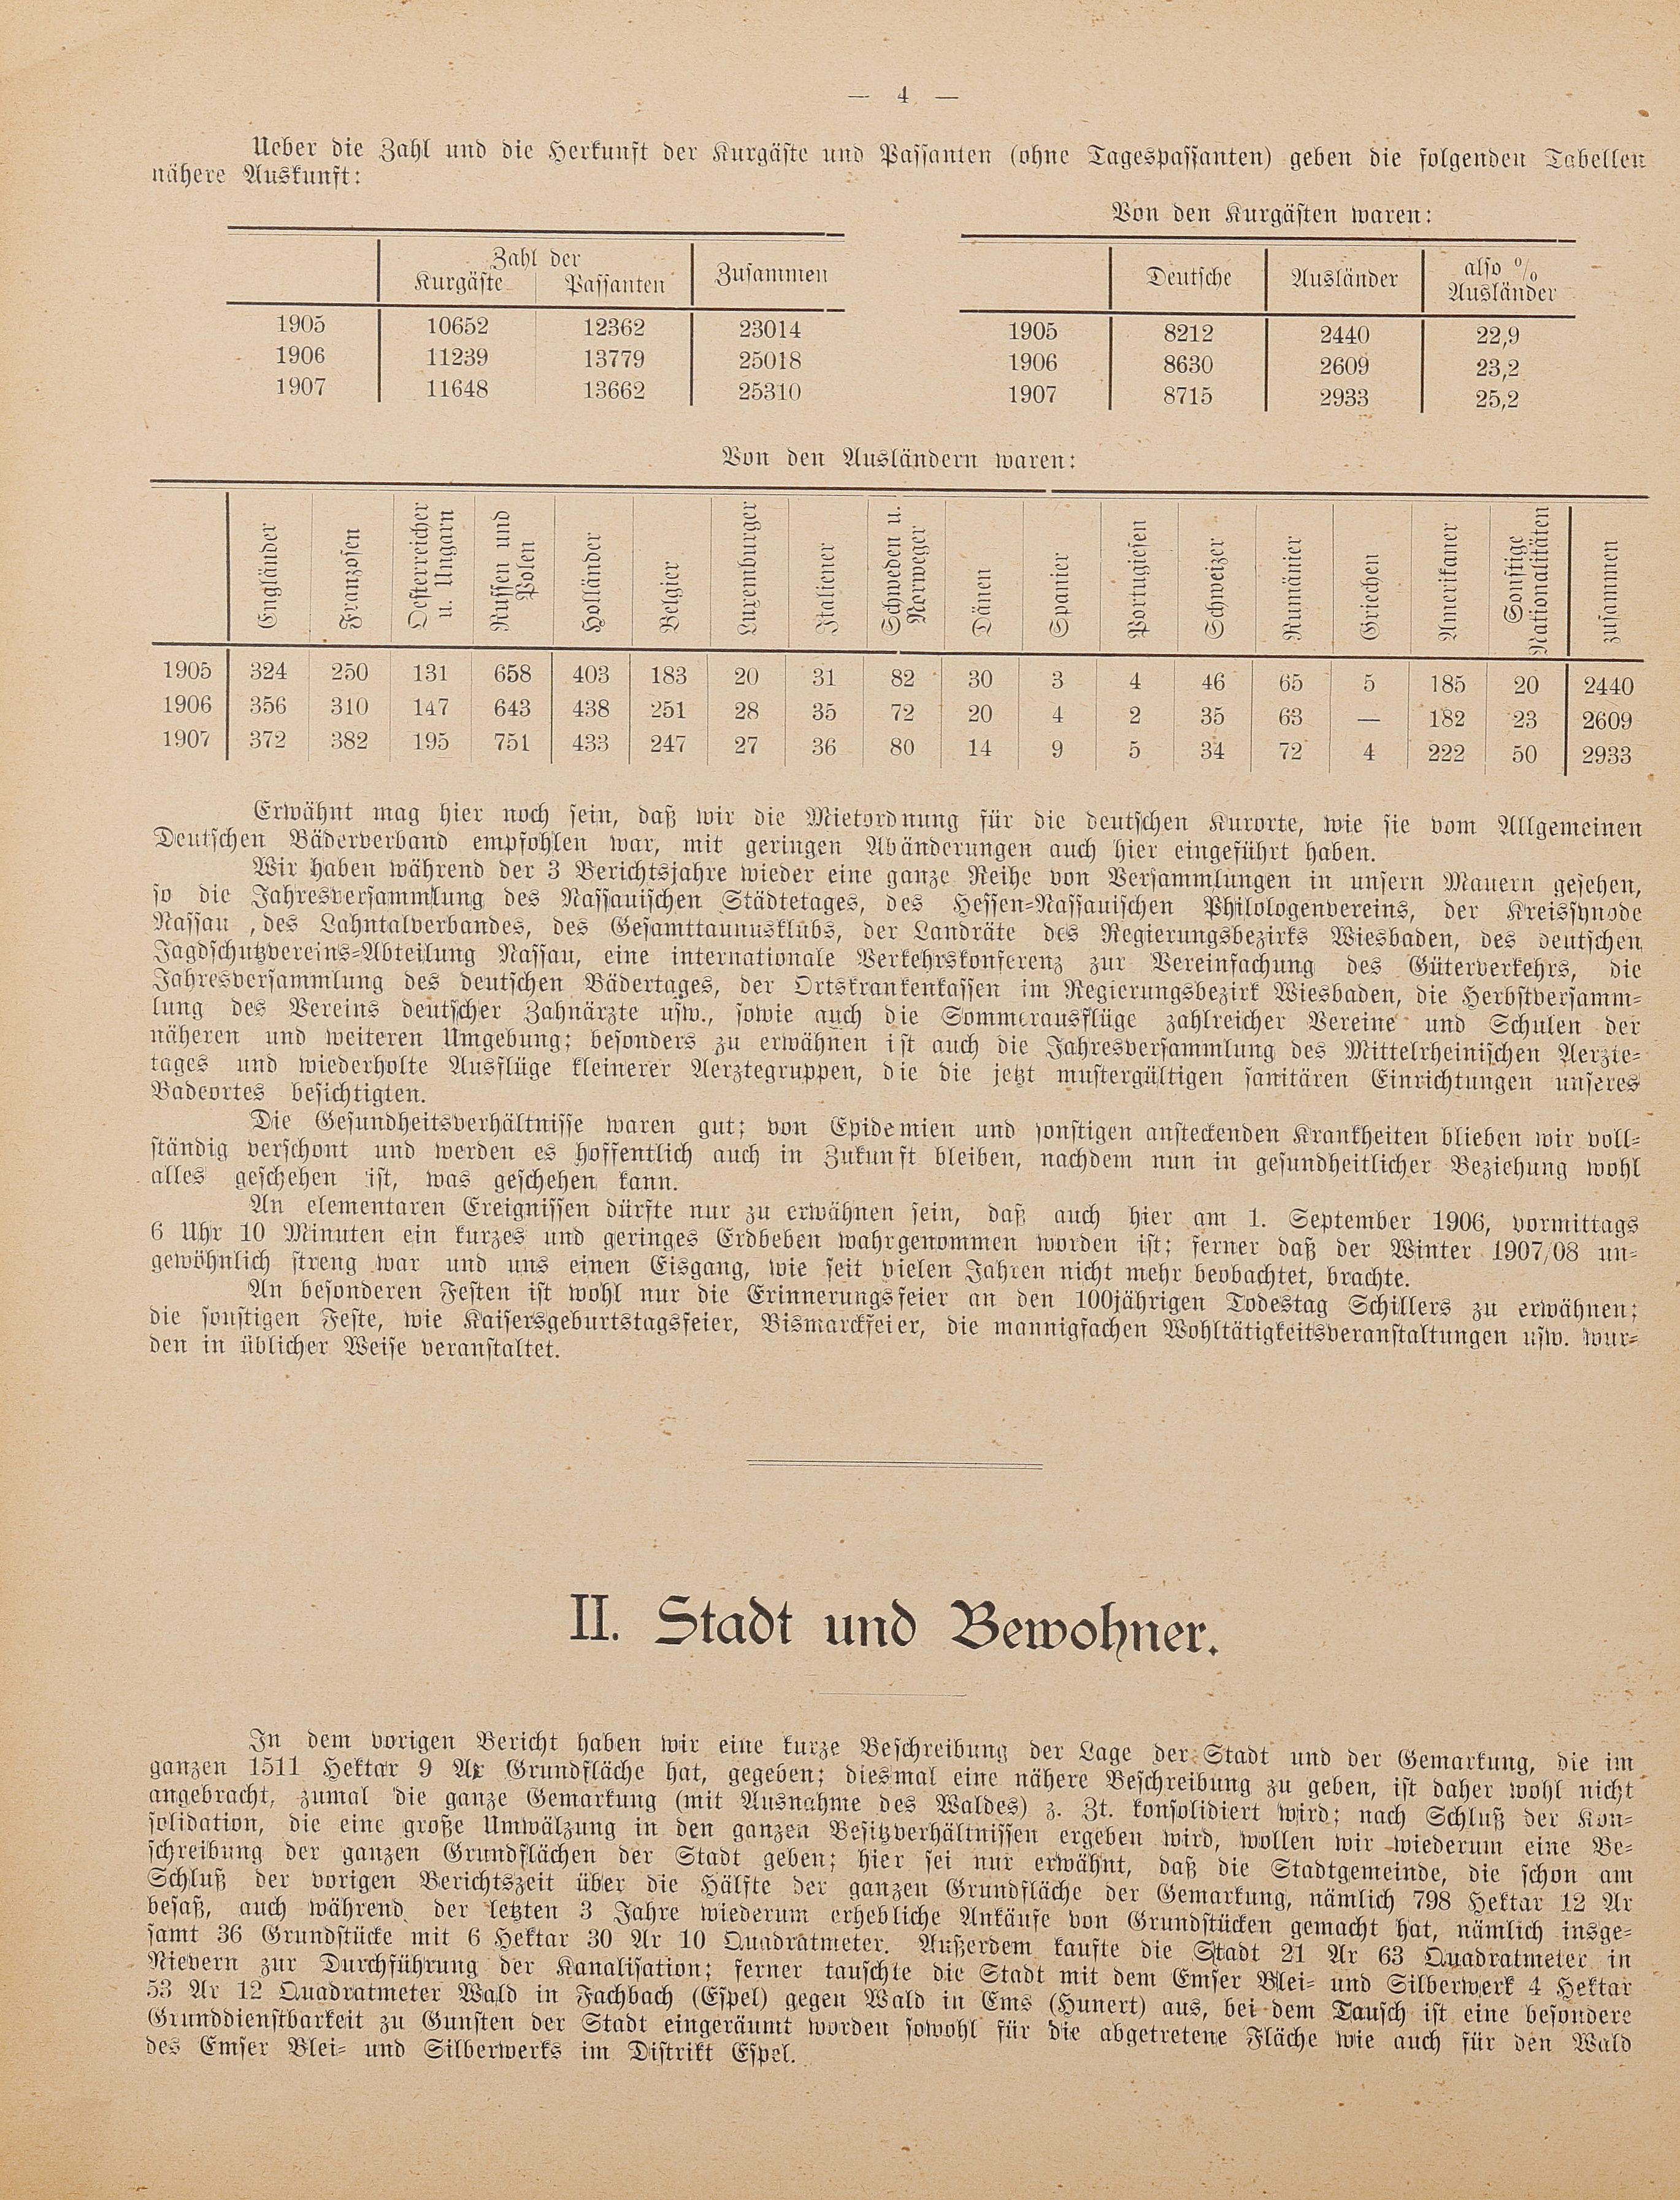 — 4 —
Ueber die Zahl und die Herkunft der Kurgäste und Passanten (ohne Tagespassanten) geben die folgenden Tabellen
nähere Auskunft:
Zahl der
Kurgäste Passanten Zusammen
1905 10652 12362 23014
1906 11239 13779 25018
1907 11648 13662 25310
Von den Kurgästen waren:
Deutsche Ausländer also % Ausländer
1905 8212 2440 22,9
1906 8630 2609 23,2
1907 8715 2933 25,2
Von den Ausländern waren:
Engländer Franzosen Oesterreicher u. Ungarn Russen und Polen Holländer Belgier Luxemburger Italiener Schweden u. Norweger Dänen Spanier Portugiesen Schweizer Rumänier Griechen Amerikaner Sonstige Nationalitäten zusammen
1905 324 250 131 658 403 183 20 31 82 30 3 4 46 65 5 185 20 2440
1906 356 310 147 643 438 251 28 35 72 20 4 2 35 63 — 182 23 2609
1907 372 382 195 751 433 247 27 36 80 14 9 5 34 72 4 222 50 2933
Erwähnt mag hier noch sein, daß wir die Mietordnung für die deutschen Kurorte, wie sie vom Allgemeinen
Deutschen Bäderverband empfohlen war, mit geringen Abänderungen auch hier eingeführt haben.
Wir haben während der 3 Berichtsjahre wieder eine ganze Reihe von Versammlungen in unsern Mauern gesehen,
so die Jahresversammlung des Nassauischen Städtetages, des Hessen-Nassauischen Philologenvereins, der Kreissynode
Nassau, des Lahntalverbandes, des Gesamttaunusklubs, der Landräte des Regierungsbezirks Wiesbaden, des deutschen
Jagdschutzvereins-Abteilung Nassau, eine internationale Verkehrskonferenz zur Vereinfachung des Güterverkehrs, die
Jahresversammlung des deutschen Bädertages, der Ortskrankenkassen im Regierungsbezirk Wiesbaden, die Herbstversamm-
lung des Vereins deutscher Zahnärzte usw., sowie auch die Sommerausflüge zahlreicher Vereine und Schulen der
näheren und weiteren Umgebung; besonders zu erwähnen ist auch die Jahresversammlung des Mittelrheinischen Aerzte-
tages und wiederholte Ausflüge kleinerer Aerztegruppen, die die jetzt mustergültigen sanitären Einrichtungen unseres
Badeortes besichtigten.
Die Gesundheitsverhältnisse waren gut; von Epidemien und sonstigen ansteckenden Krankheiten blieben wir voll-
ständig verschont und werden es hoffentlich auch in Zukunft bleiben, nachdem nun in gesundheitlicher Beziehung wohl
alles geschehen ist, was geschehen kann.
An elementaren Ereignissen dürfte nur zu erwähnen sein, daß auch hier am 1. September 1906, vormittags
6 Uhr 10 Minuten ein kurzes und geringes Erdbeben wahrgenommen worden ist; ferner daß der Winter 1907/08 un-
gewöhnlich streng war und uns einen Eisgang, wie seit vielen Jahren nicht mehr beobachtet, brachte.
An besonderen Festen ist wohl nur die Erinnerungsfeier an den 100jährigen Todestag Schillers zu erwähnen;
die sonstigen Feste, wie Kaisersgeburtstagsfeier, Bismarckfeier, die mannigfachen Wohltätigkeitsveranstaltungen usw. wur-
den in üblicher Weise veranstaltet.
II. Stadt und Bewohner.
In dem vorigen Bericht haben wir eine kurze Beschreibung der Lage der Stadt und der Gemarkung, die im
ganzen 1511 Hektar 9 Ar Grundfläche hat, gegeben; diesmal eine nähere Beschreibung zu geben, ist daher wohl nicht
angebracht, zumal die ganze Gemarkung (mit Ausnahme des Waldes) z. Zt. konsolidiert wird; nach Schluß der Kon-
solidation, die eine große Umwälzung in den ganzen Besitzverhältnissen ergeben wird, wollen wir wiederum eine Be-
schreibung der ganzen Grundflächen der Stadt geben; hier sei nur erwähnt, daß die Stadtgemeinde, die schon am
Schluß der vorigen Berichtszeit über die Hälfte der ganzen Grundfläche der Gemarkung, nämlich 798 Hektar 12 Ar
besaß, auch während der letzten 3 Jahre wiederum erhebliche Ankäufe von Grundstücken gemacht hat, nämlich insge-
samt 36 Grundstücke mit 6 Hektar 30 Ar 10 Quadratmeter. Außerdem kaufte die Stadt 21 Ar 63 Quadratmeter in
Nievern zur Durchführung der Kanalisation; ferner tauschte die Stadt mit dem Emser Blei- und Silberwerk 4 Hektar
53 Ar 12 Quadratmeter Wald in Fachbach (Espel) gegen Wald in Ems (Hunert) aus, bei dem Tausch ist eine besondere
Grunddienstbarkeit zu Gunsten der Stadt eingeräumt worden sowohl für die abgetretene Fläche wie auch für den Wald
des Emser Blei- und Silberwerks im Distrikt Espel.